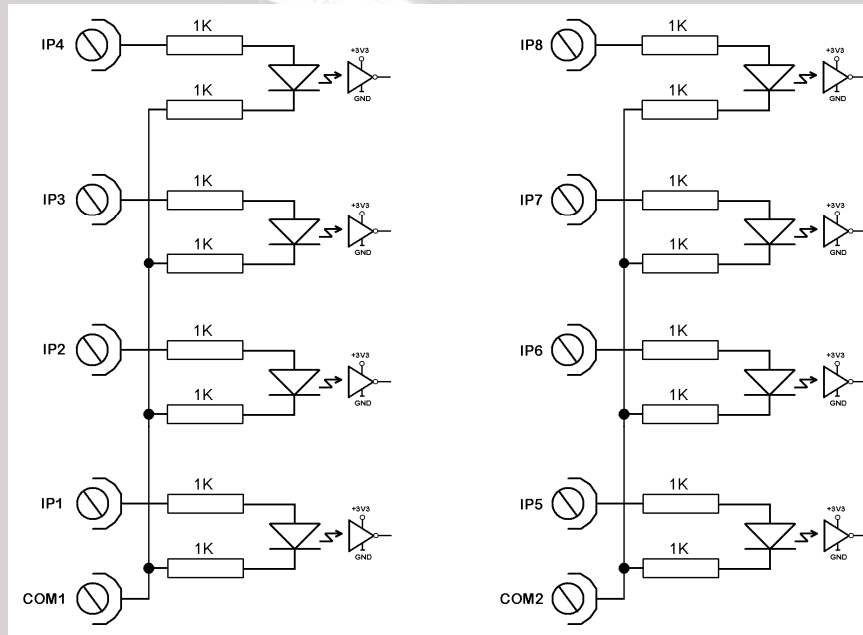 1K
IP4
+3V3
1K
GND
1K
IP3
+3V3
1K
GND
1K
IP2
+3V3
1K
GND
1K
IP1
+3V3
1K
GND
COM1
1K
IP8
+3V3
1K
GND
1K
IP7
+3V3
1K
GND
1K
IP6
+3V3
1K
GND
1K
IP5
+3V3
1K
GND
COM2